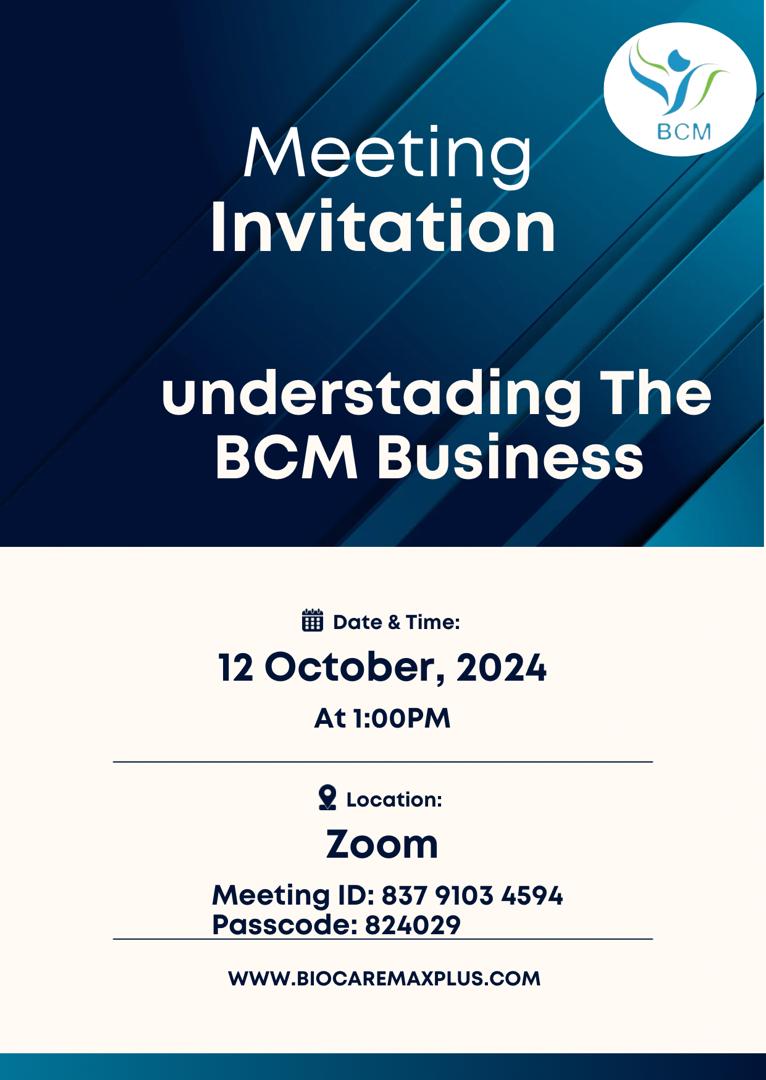 BCM
Meeting
Invitation
understading The
BCM Business
Date & Time:
12 October, 2024
At 1:00PM
Location:
Zoom
Meeting ID: 837 9103 4594
Passcode: 824029
WWW.BIOCAREMAXPLUS.COM